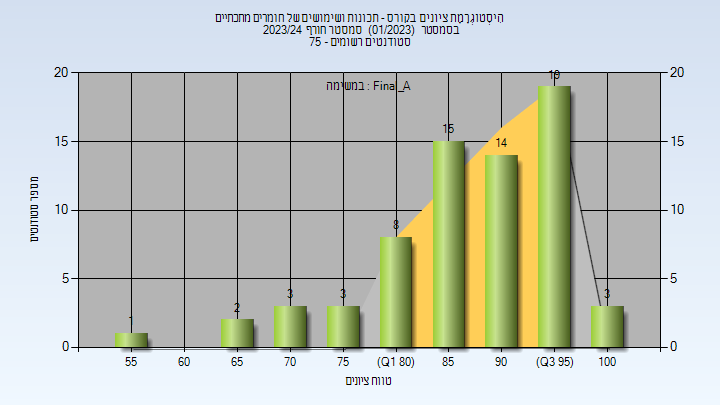 היסטוגרמת ציונים בקורס - תכונות ושימושים של חומרים מתכתיים
בסמסטר (01/2023) סמסטר חורף 2023/24
סטודנטים רשומים - 75
במשימה : Final_A
20 20
15 15
10 10
5 5
0 0
1 2 3 3 8 15 14 19 3
מספר סטודנטים
55 60 65 70 75 (Q1 80) 85 90 (Q3 95) 100
טווח ציונים